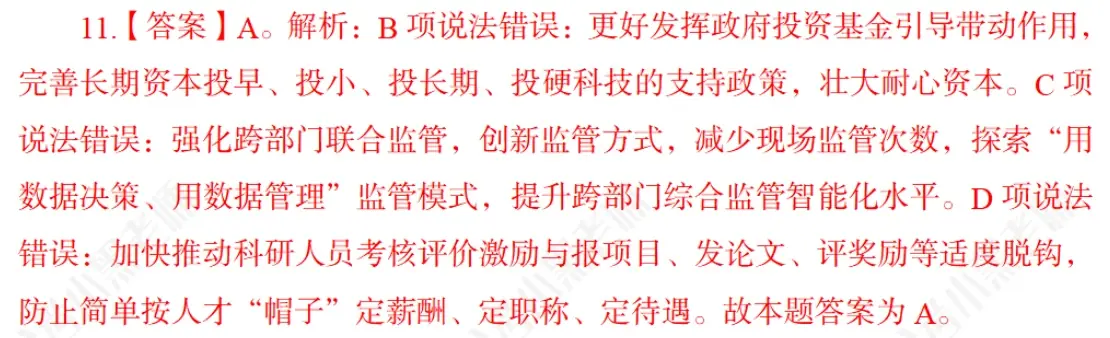 11.【答案】A。解析：B 项说法错误：更好发挥政府投资基金引导带动作用，
完善长期资本投早、投小、投长期、投硬科技的支持政策，壮大耐心资本。C 项
说法错误：强化跨部门联合监管，创新监管方式，减少现场监管次数，探索“用
数据决策、用数据管理”监管模式，提升跨部门综合监管智能化水平。D 项说法
错误：加快推动科研人员考核评价激励与报项目、发论文、评奖励等适度脱钩，
防止简单按人才“帽子”定薪酬、定职称、定待遇。故本题答案为 A。